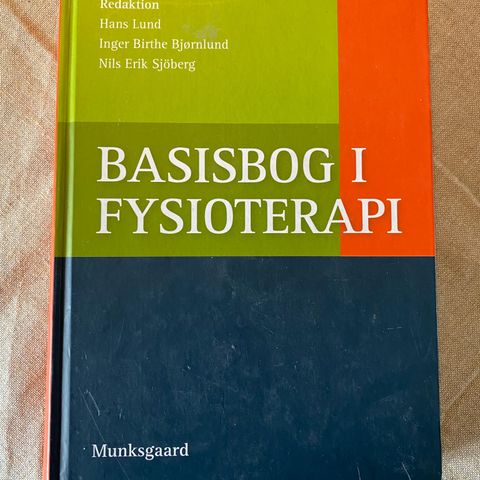 Redaktion
Hans Lund
Inger Birthe Bjørnlund
Nils Erik Sjöberg
BASISBOG I
FYSIOTERAPI
Munksgaard